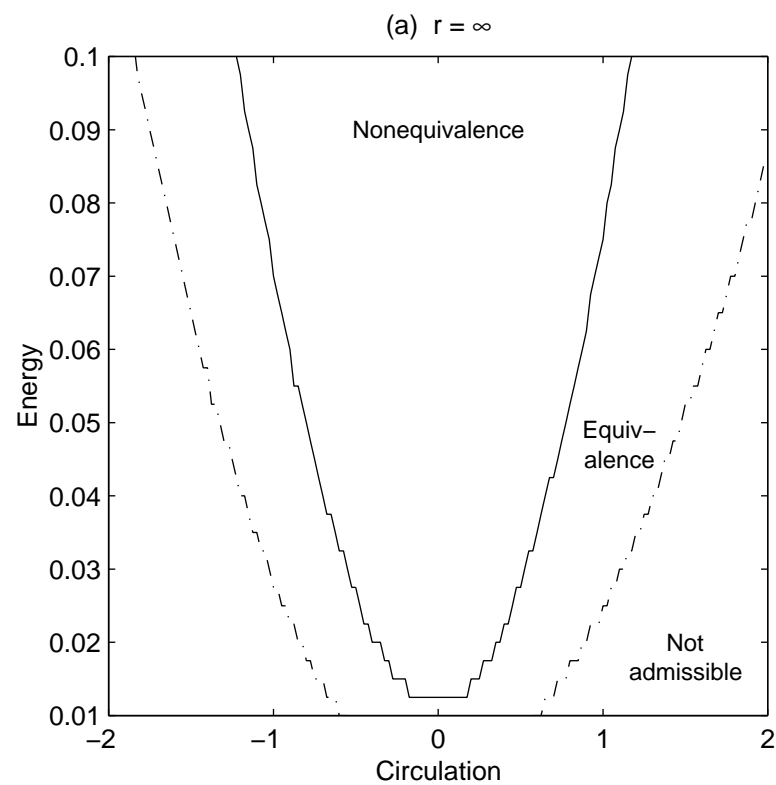 (a) r = ∞
0.1
0.09
0.08
0.07
0.06
0.05
0.04
0.03
0.02
0.01
Energy
Nonequivalence
Equiv−
alence
Not
admissible
−2
−1
0
1
2
Circulation